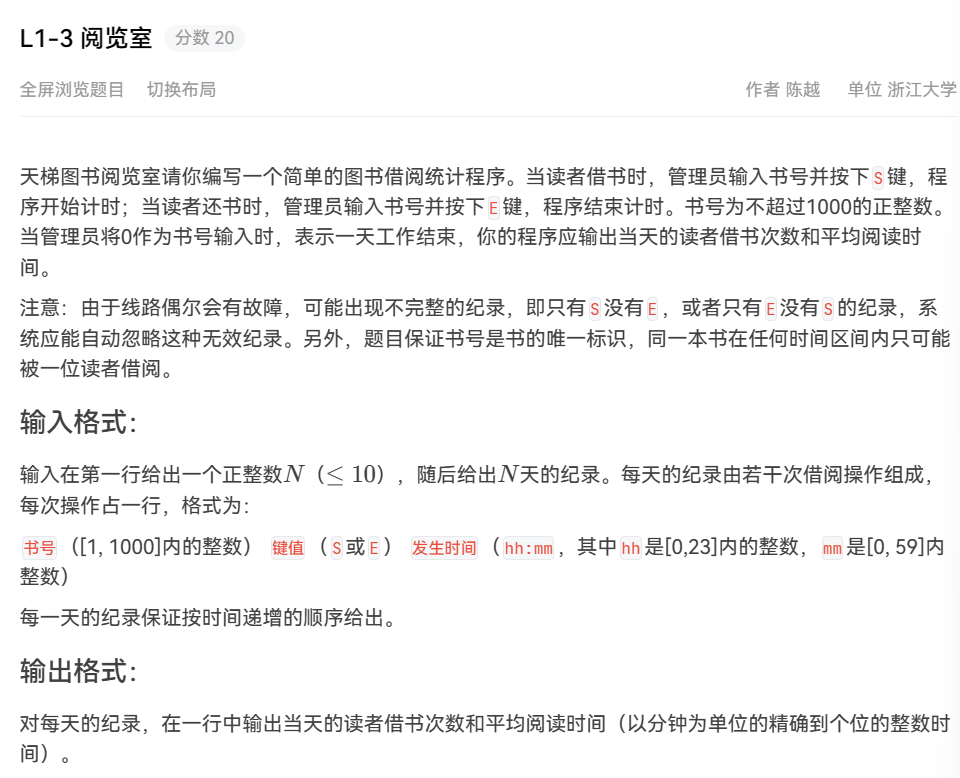 L1-3 阅览室 分数 20
全屏浏览题目 切换布局 作者 陈越 单位 浙江大学
天梯图书阅览室请你编写一个简单的图书借阅统计程序。当读者借书时，管理员输入书号并按下S键，程
序开始计时；当读者还书时，管理员输入书号并按下E键，程序结束计时。书号为不超过1000的正整数。
当管理员将0作为书号输入时，表示一天工作结束，你的程序应输出当天的读者借书次数和平均阅读时
间。
注意：由于线路偶尔会有故障，可能出现不完整的纪录，即只有S没有E，或者只有E没有S的纪录，系
统应能自动忽略这种无效纪录。另外，题目保证书号是书的唯一标识，同一本书在任何时间区间内只可能
被一位读者借阅。
输入格式：
输入在第一行给出一个正整数N（≤ 10），随后给出N天的纪录。每天的纪录由若干次借阅操作组成，
每次操作占一行，格式为：
书号（[1, 1000]内的整数） 键值（S或E） 发生时间（hh:mm，其中hh是[0,23]内的整数，mm是[0, 59]内
整数）
每一天的纪录保证按时间递增的顺序给出。
输出格式：
对每天的纪录，在一行中输出当天的读者借书次数和平均阅读时间（以分钟为单位的精确到个位的整数时
间）。